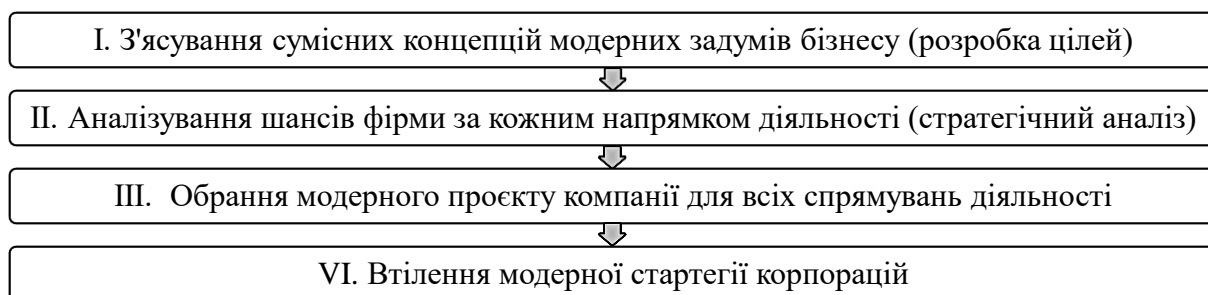 І. З'ясування сумісних концепцій модерних задумів бізнесу (розробка цілей)
ІІ. Аналізування шансів фірми за кожним напрямком діяльності (стратегічний аналіз)
ІІІ. Обрання модерного проєкту компанії для всіх спрямувань діяльності
VI. Втілення модерної стартегії корпорацій